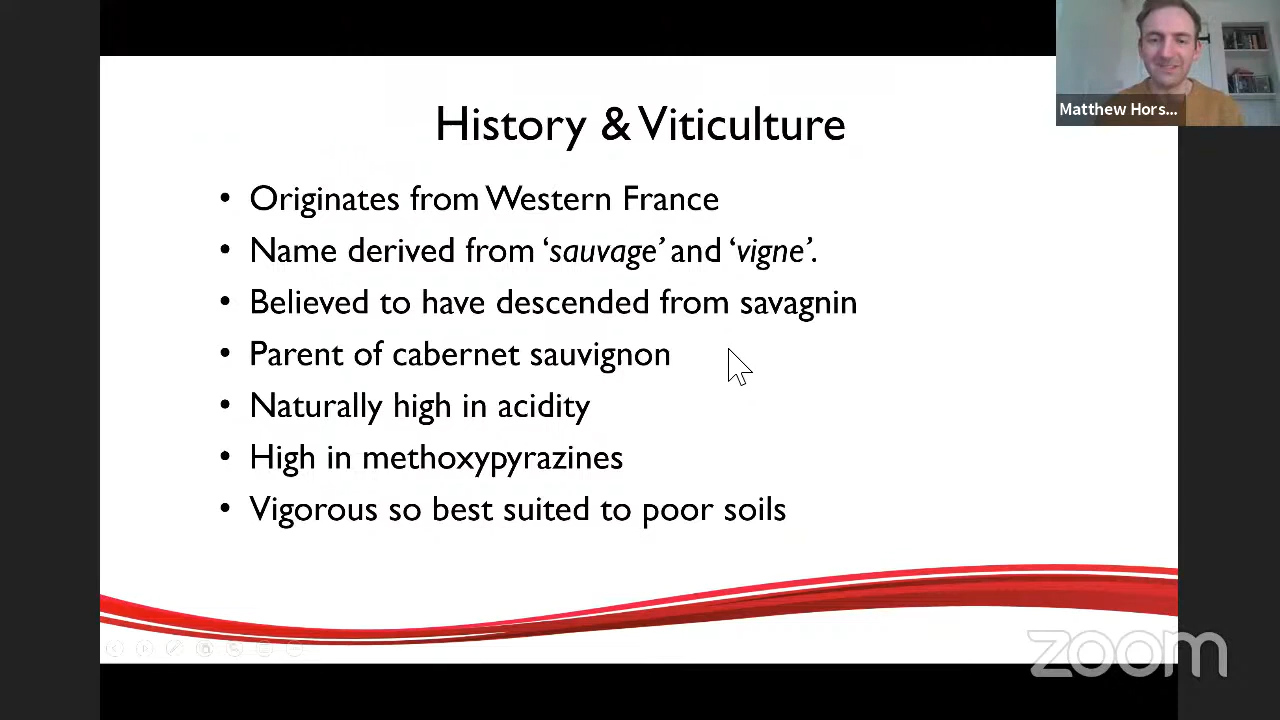 Matthew Hors...
History & Viticulture
• Originates from Western France
• Name derived from ‘sauvage’ and ‘vigne’.
• Believed to have descended from savagnin
• Parent of cabernet sauvignon
• Naturally high in acidity
• High in methoxypyrazines
• Vigorous so best suited to poor soils
zoom